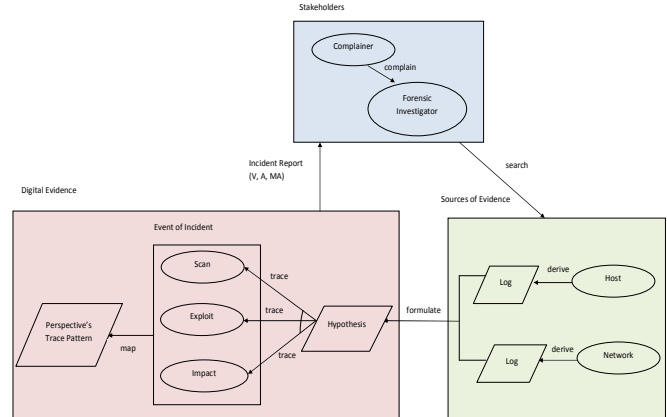 Stakeholders
Complainer
complain
Forensic
Investigator
Incident Report
(V, A, MA)
search
Digital Evidence
Sources of Evidence
Event of Incident
Scan
trace
Log
derive
Host
Perspective's
Trace Pattern
map
Exploit
trace
Hypothesis
formulate
Impact
trace
Log
derive
Network